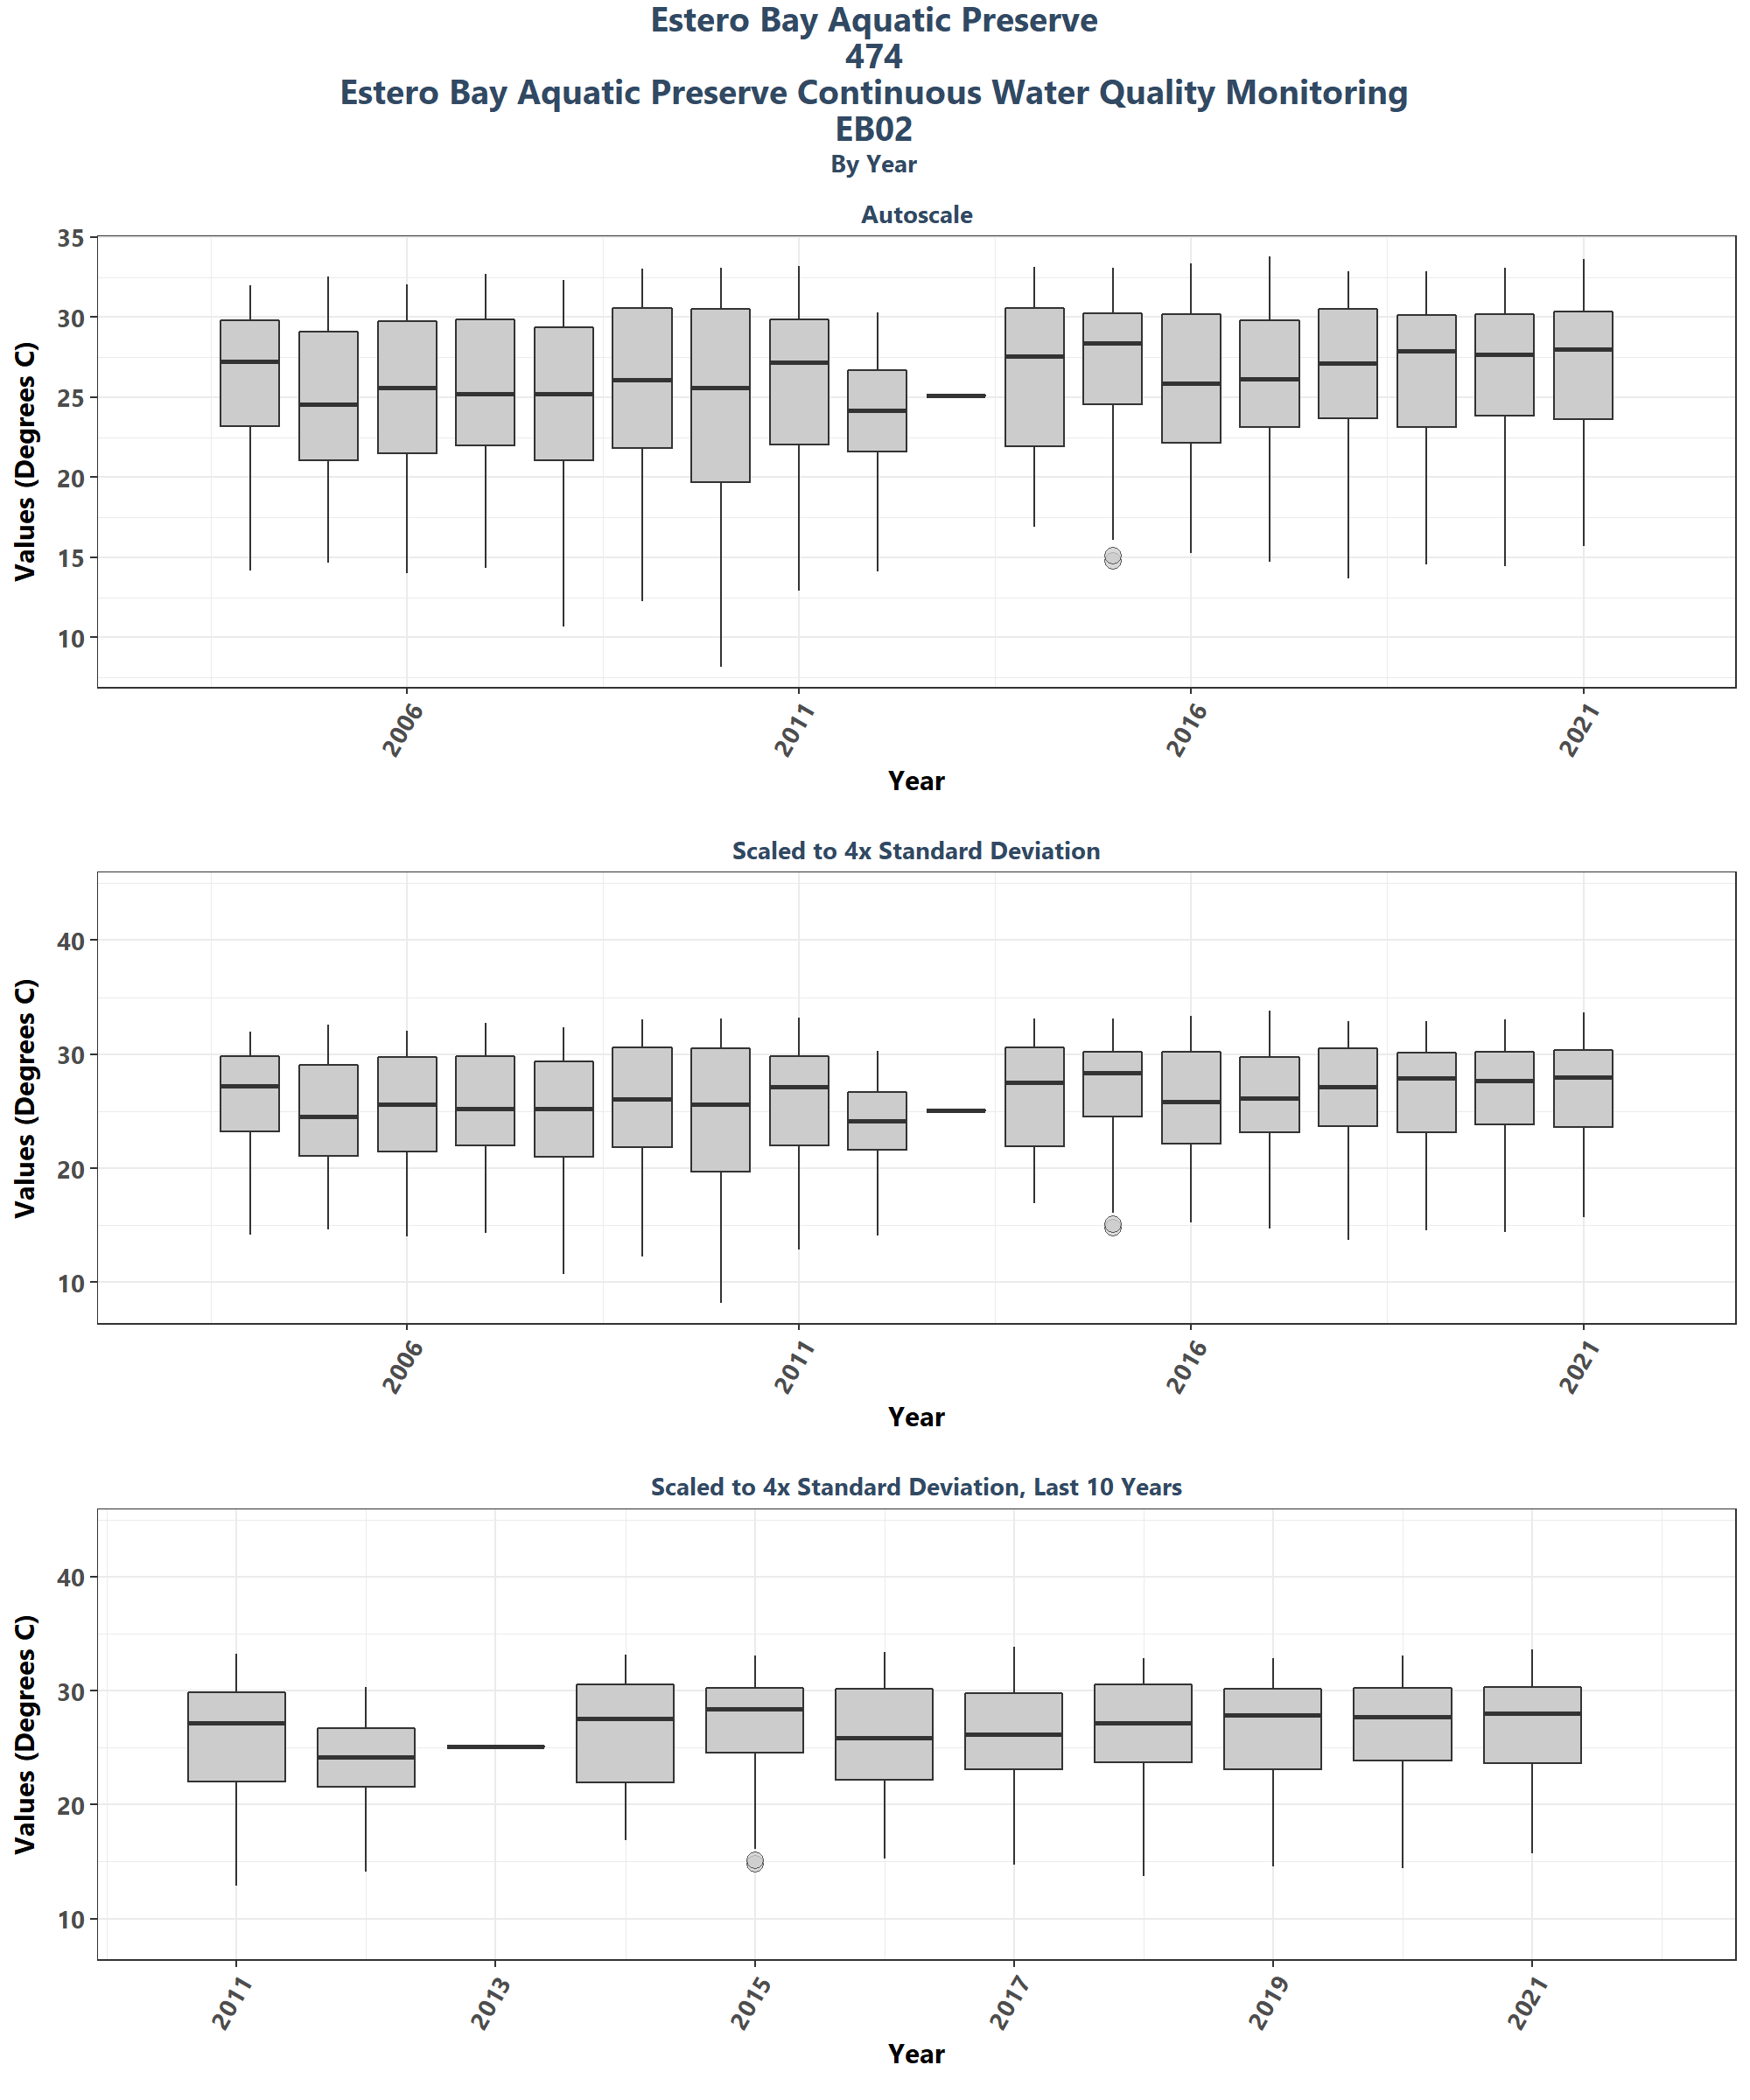 Estero Bay Aquatic Preserve
474
Estero Bay Aquatic Preserve Continuous Water Quality Monitoring
EB02
By Year
Autoscale
Values (Degrees C)
35
30
25
20
15
10
2006
2011
2016
2021
Year
Scaled to 4x Standard Deviation
Values (Degrees C)
40
30
20
10
2006
2011
2016
2021
Year
Scaled to 4x Standard Deviation, Last 10 Years
Values (Degrees C)
40
30
20
10
2011
2013
2015
2017
2019
2021
Year